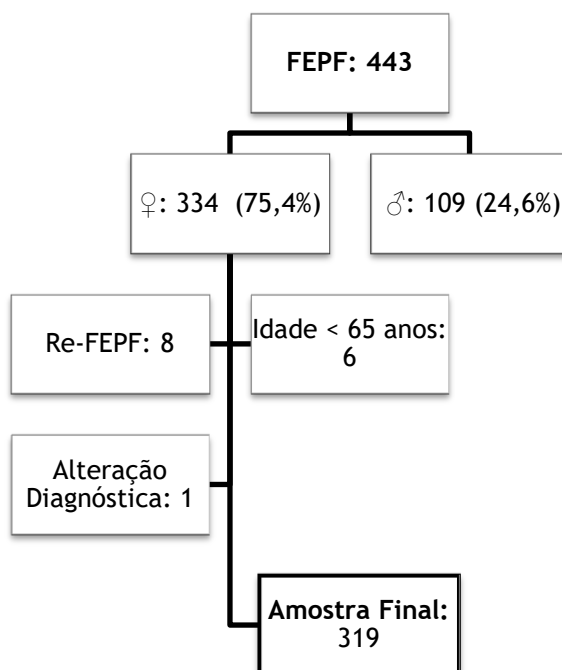 FEPF: 443
♀: 334 (75,4%)
♂: 109 (24,6%)
Re-FEPF: 8
Idade < 65 anos:
6
Alteração
Diagnóstica: 1
Amostra Final:
319